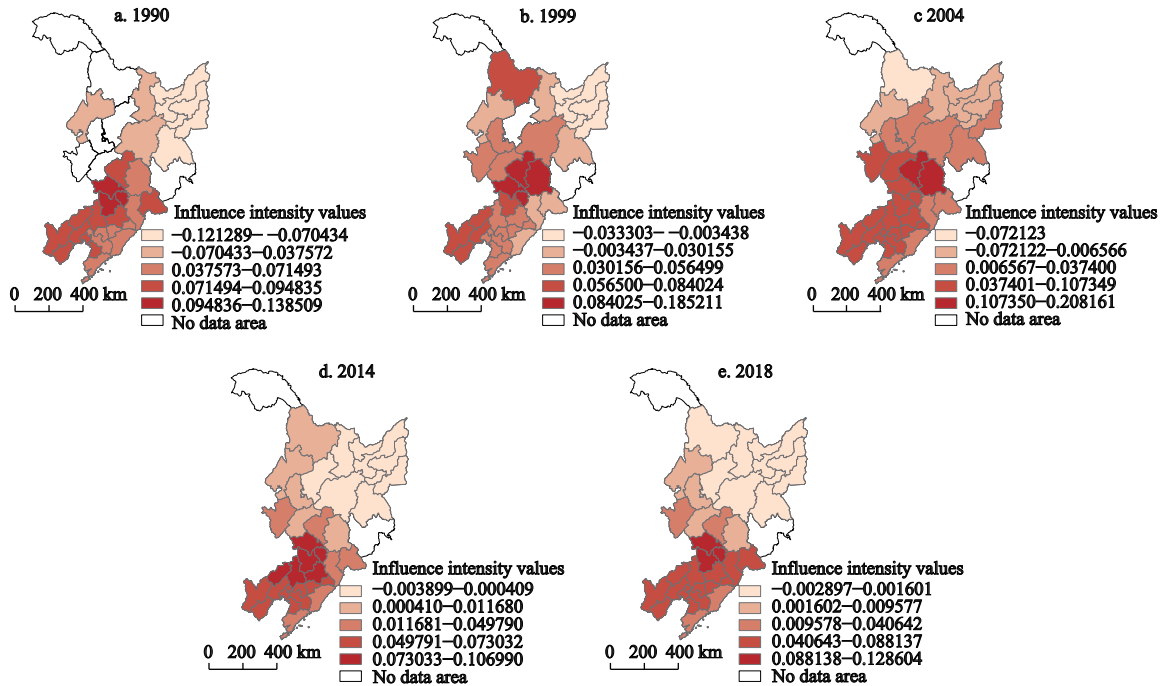 a. 1990
Influence intensity values
−0.121289− −0.070434
−0.070433−0.037572
0.037573−0.071493
0.071494−0.094835
0.094836−0.138509
No data area
0 200 400 km
b. 1999
Influence intensity values
−0.033303− −0.003438
−0.003437−0.030155
0.030156−0.056499
0.056500−0.084024
0.084025−0.185211
No data area
0 200 400 km
c 2004
Influence intensity values
−0.072123
−0.072122−0.006566
0.006567−0.037400
0.037401−0.107349
0.107350−0.208161
No data area
0 200 400 km
d. 2014
Influence intensity values
−0.003899−0.000409
0.000410−0.011680
0.011681−0.049790
0.049791−0.073032
0.073033−0.106990
No data area
0 200 400 km
e. 2018
Influence intensity values
−0.002897−0.001601
0.001602−0.009577
0.009578−0.040642
0.040643−0.088137
0.088138−0.128604
No data area
0 200 400 km